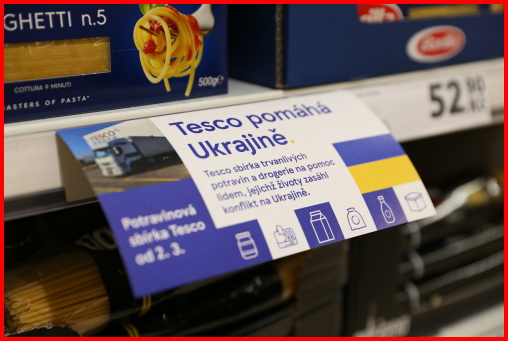 GHETTI n.5
COTTURA 9 MINUTI
MASTERS OF PASTA"
500g e
Barilla
52 90
Kč
TESCO
Tesco pomáhá
Ukrajině.
Tesco sbírka trvanlivých
potravin a drogerie na pomoc
lidem, jejichž životy zasáhl
konflikt na Ukrajině.
Potravinová
sbírka Tesco
od 2. 3.